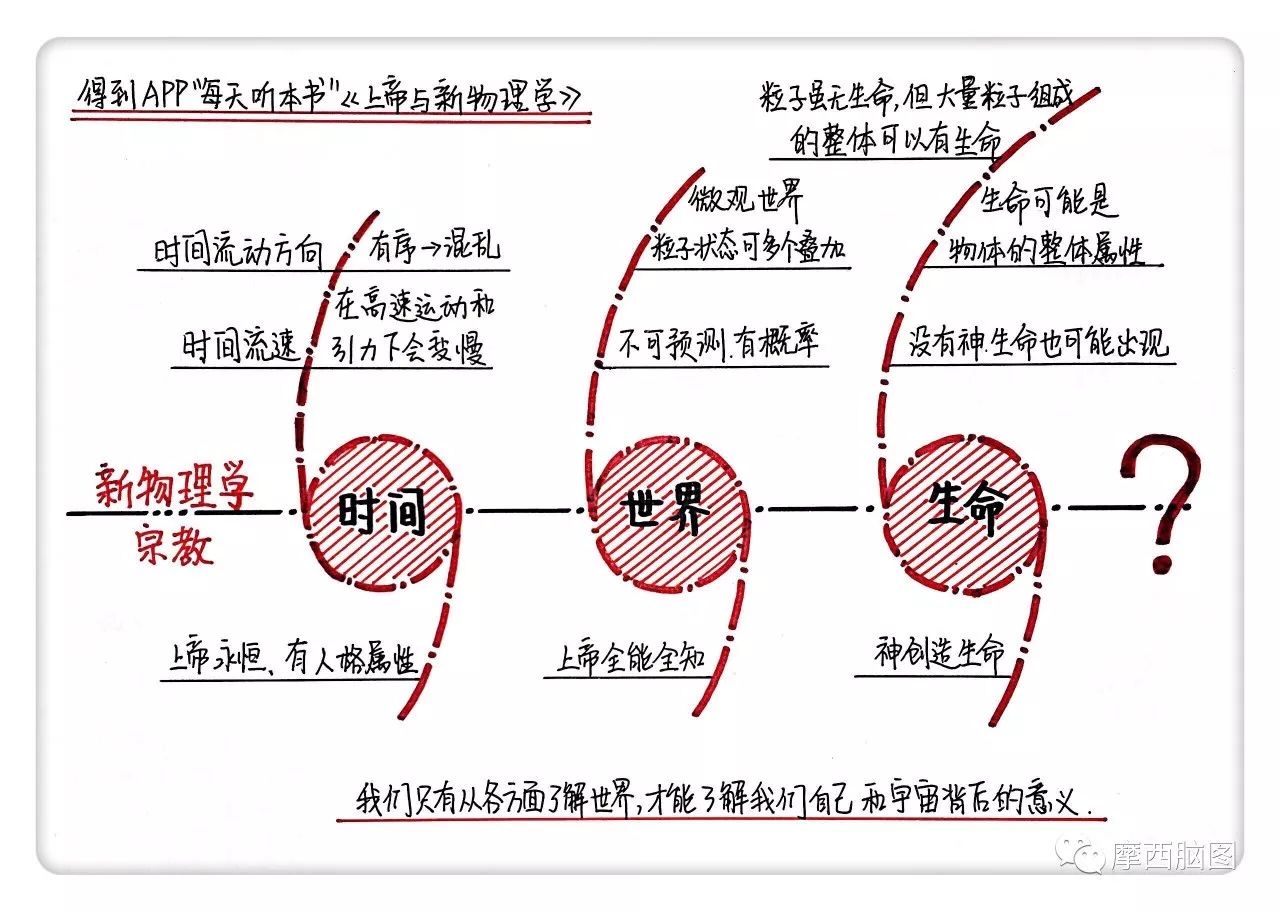 得到APP"每天听本书"《上帝与新物理学》
粒子虽无生命,但大量粒子组成
的整体可以有生命
时间流动方向 有序→混乱
微观世界
粒子状态可多个叠加
生命可能是
物体的整体属性
时间流速
在高速运动和
引力下会变慢
不可预测.有概率
没有神.生命也可能出现
新物理学
宗教
时间
世界
生命
?
上帝永恒、有人格属性
上帝全能全知
神创造生命
我们只有从各方面了解世界,才能了解我们自己和宇宙背后的意义.
摩西脑图